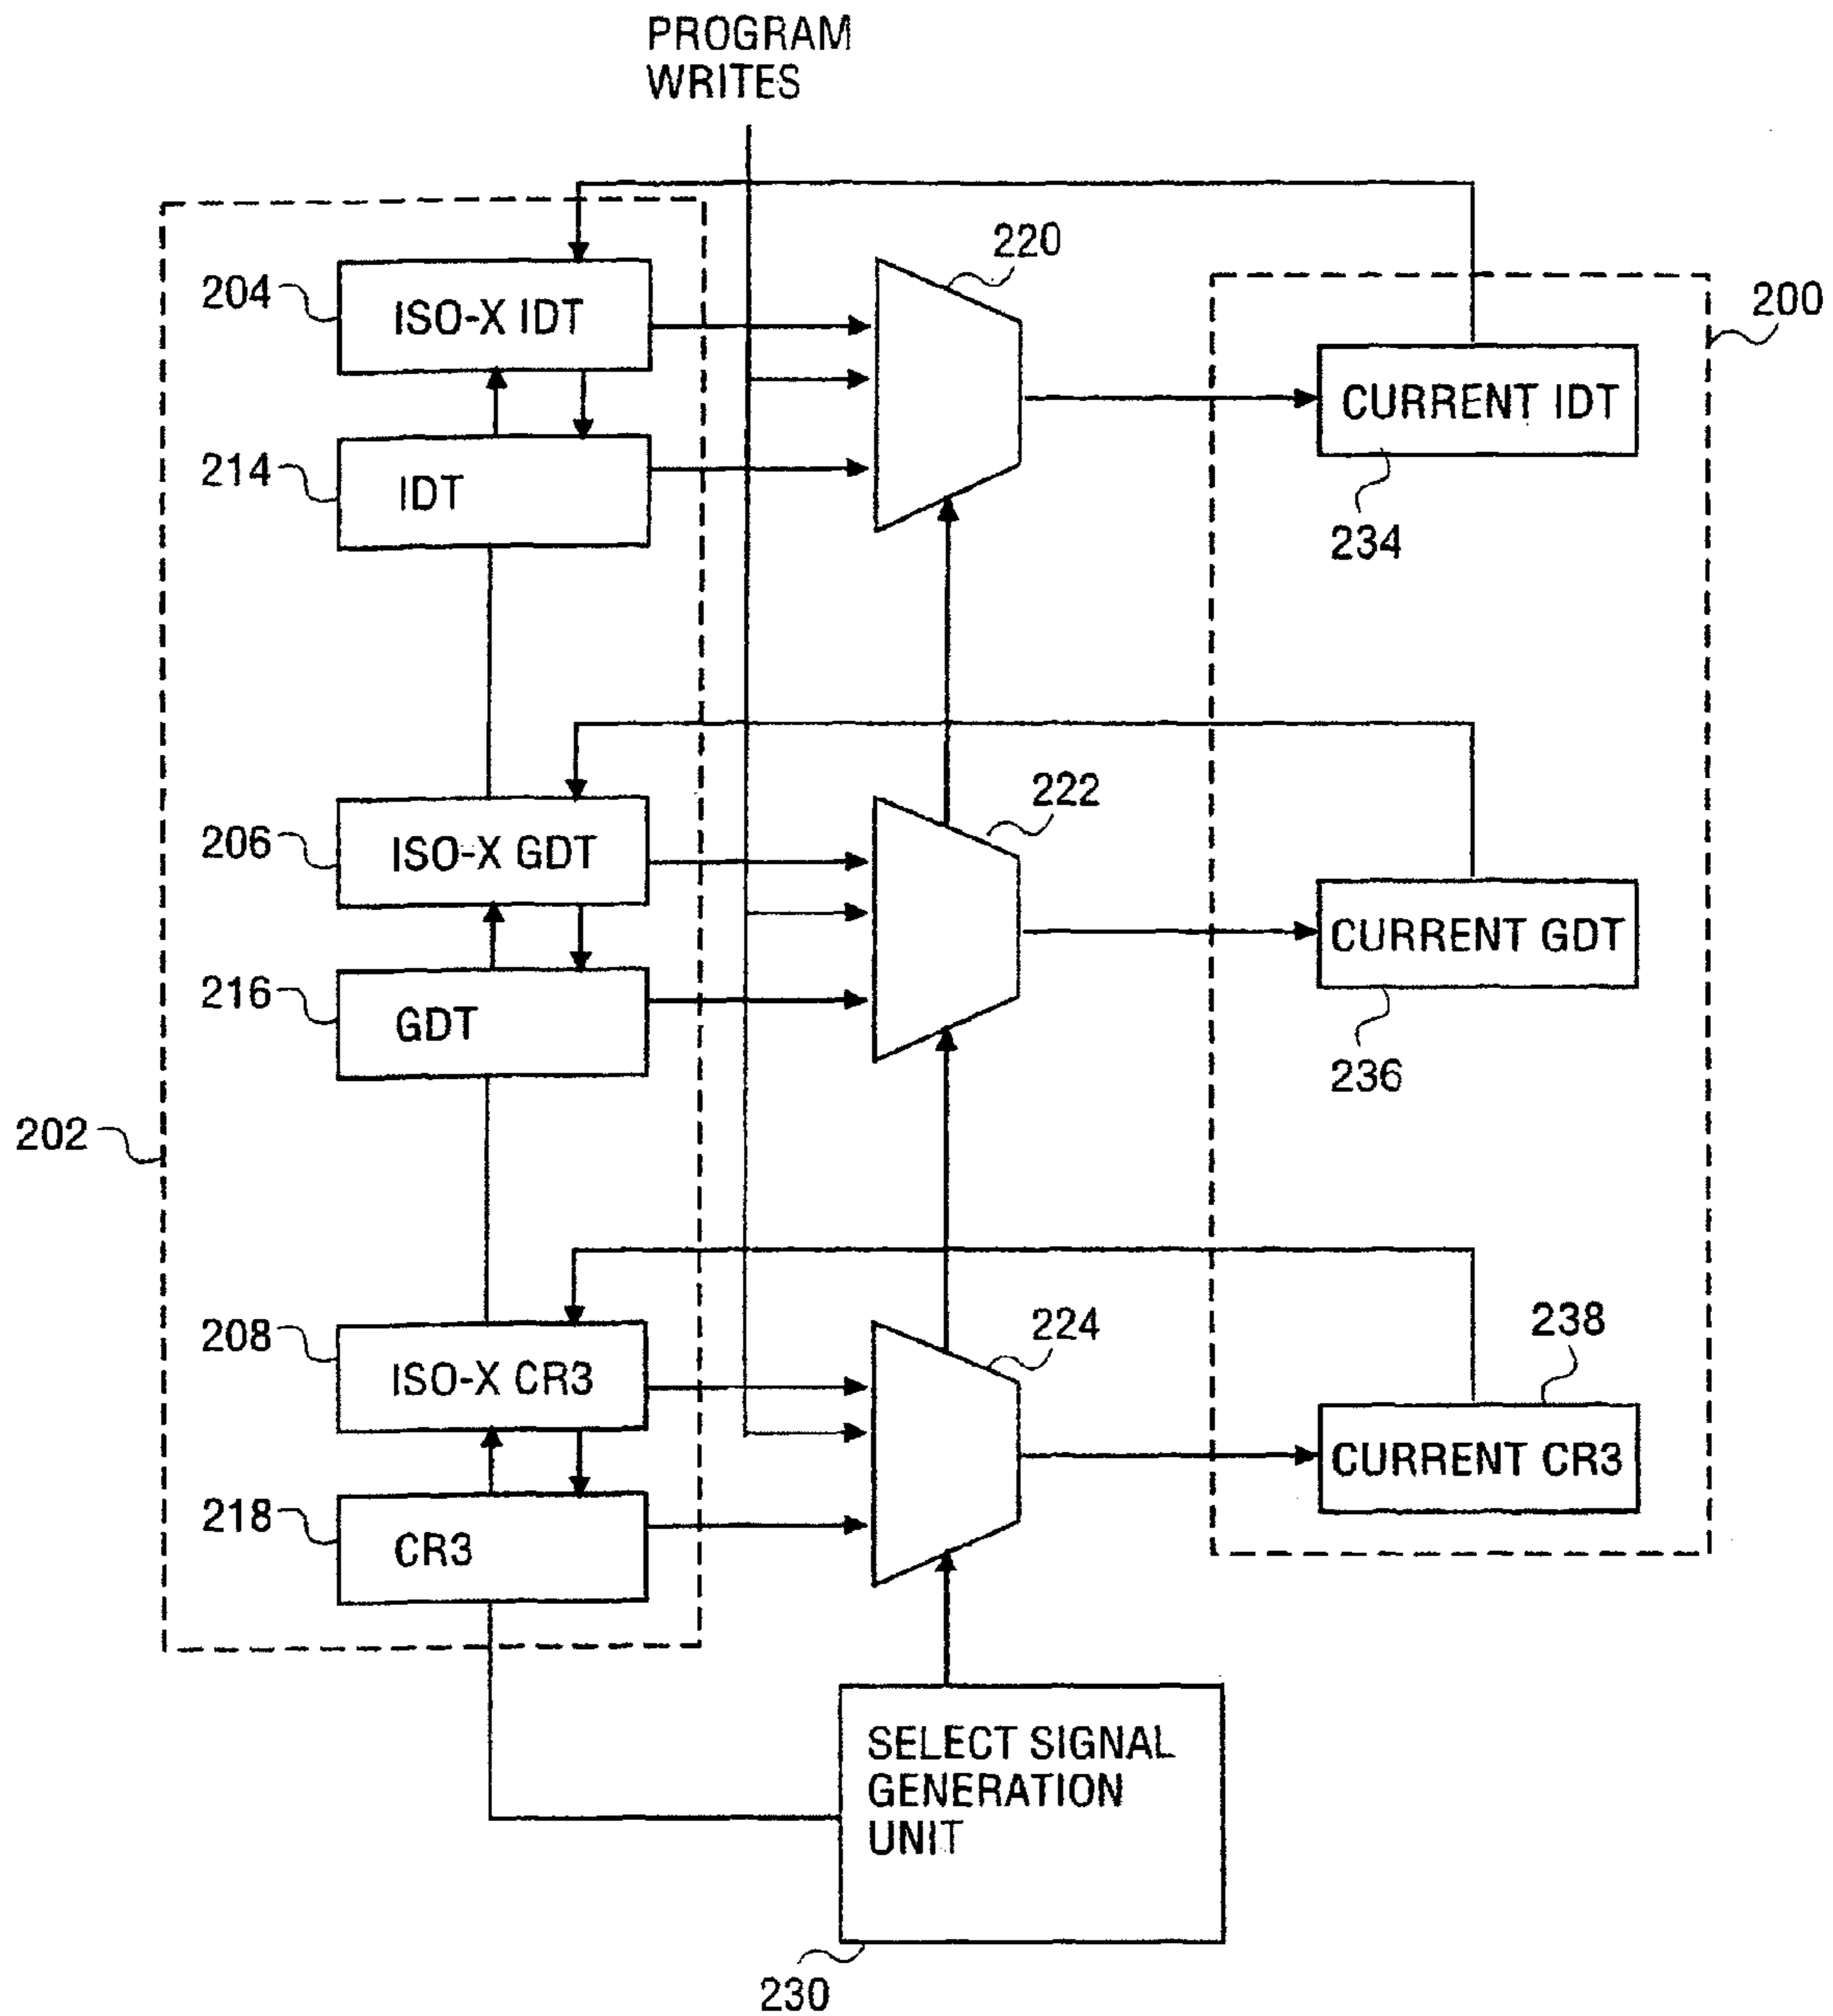 PROGRAM
WRITES
220
200
204
ISO-X IDT
CURRENT IDT
214
IDT
234
222
206
ISO-X GDT
CURRENT GDT
216
GDT
236
202
224
238
208
ISO-X CR3
CURRENT CR3
218
CR3
SELECT SIGNAL
GENERATION
UNIT
230